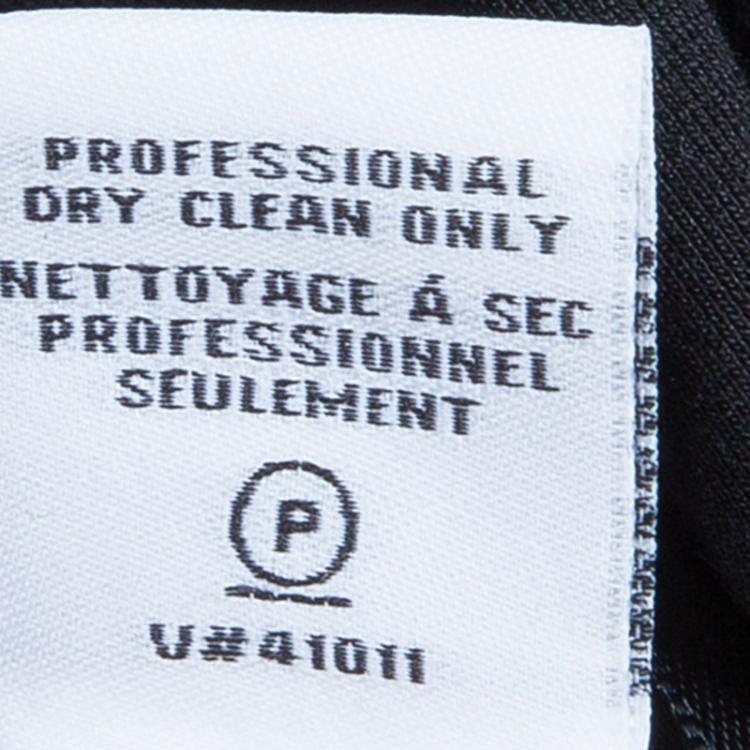 PROFESSIONAL
DRY CLEAN ONLY
NETTOYAGE Á SEC
PROFESSIONNEL
SEULEMENT
P
V#41011